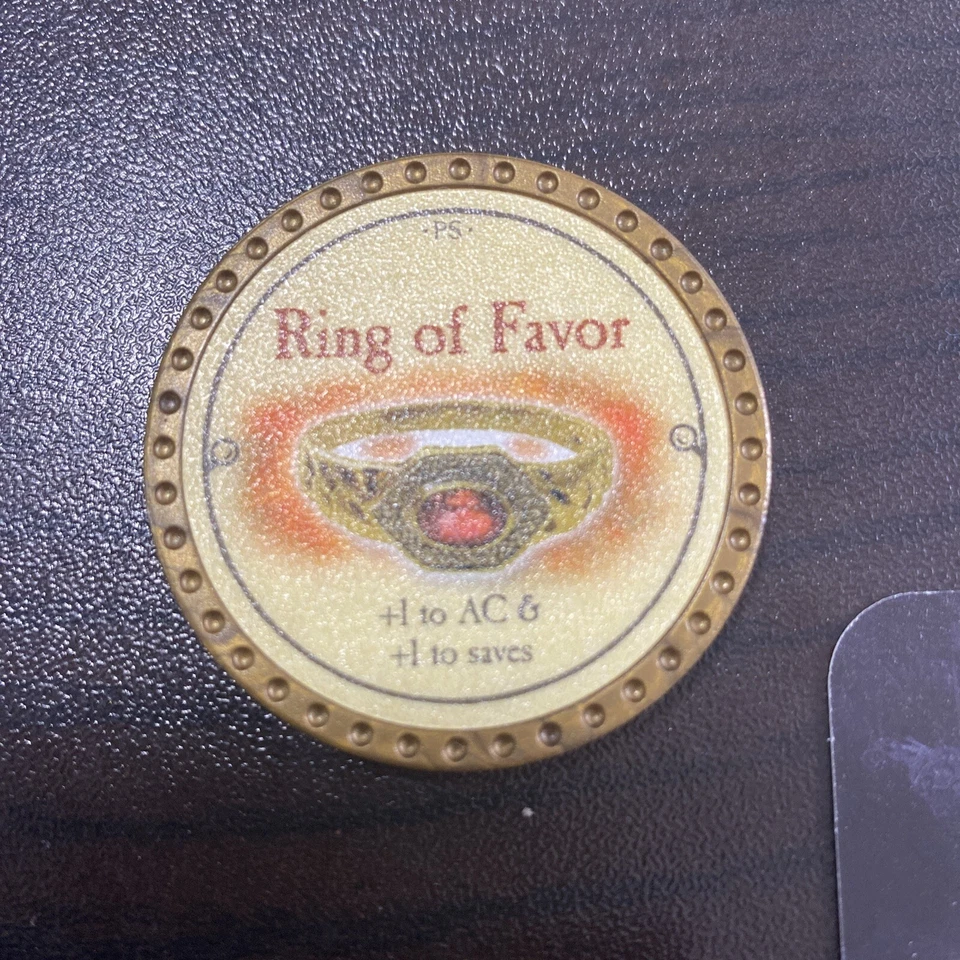 ·PS·
Ring of Favor
+1 to AC &
+1 to saves